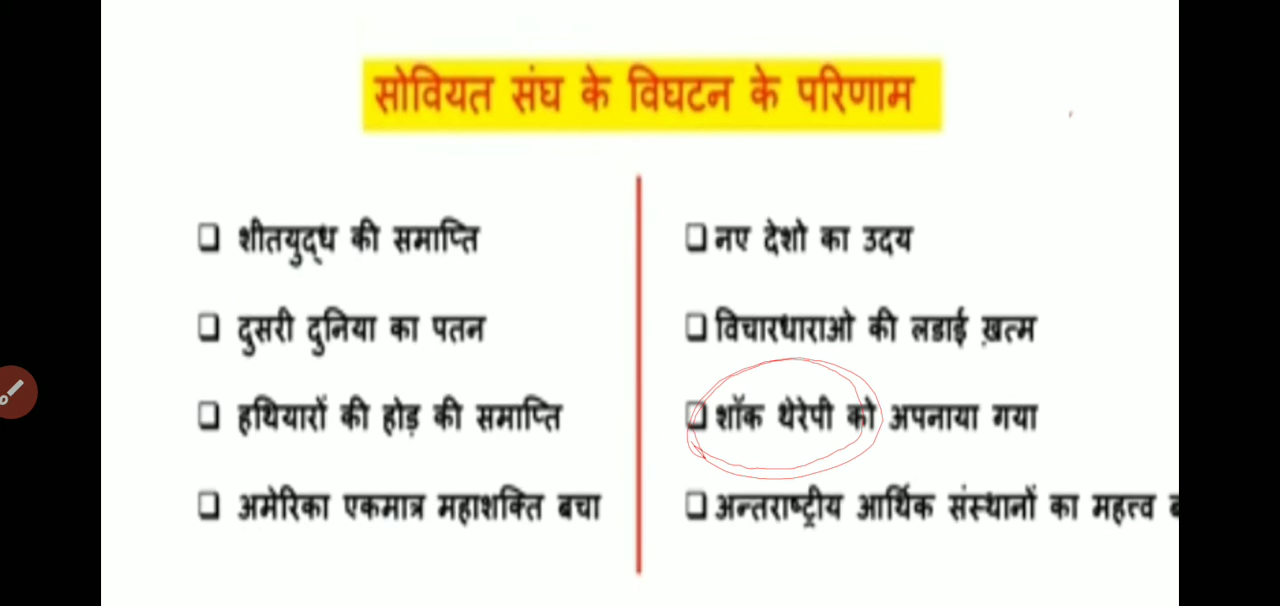 सोवियत संघ के विघटन के परिणाम
शीतयुद्ध की समाप्ति
दुसरी दुनिया का पतन
हथियारों की होड़ की समाप्ति
अमेरिका एकमात्र महाशक्ति बचा
नए देशो का उदय
विचारधाराओ की लडाई ख़त्म
शॉक थेरेपी को अपनाया गया
अन्तराष्ट्रीय आर्थिक संस्थानों का महत्त्व